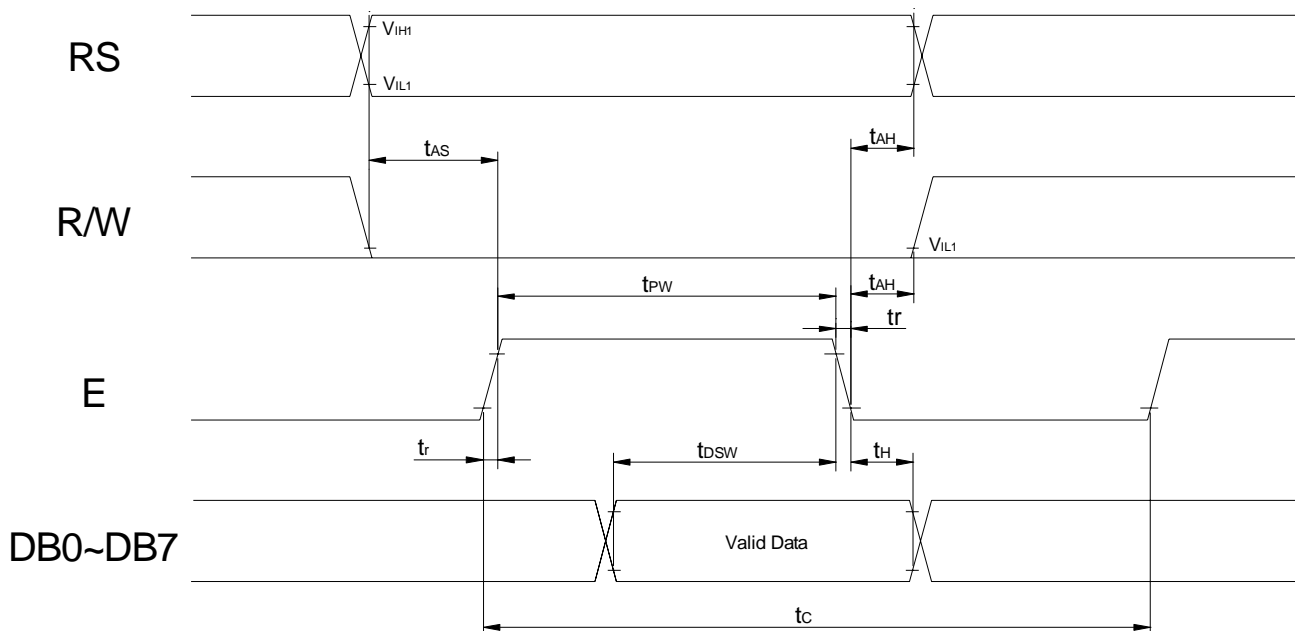 RS
VIH1
VIL1
tAS
tAH
R/W
VIL1
tPW
tAH
tr
E
tr
tDSW
tH
DB0~DB7
Valid Data
tC